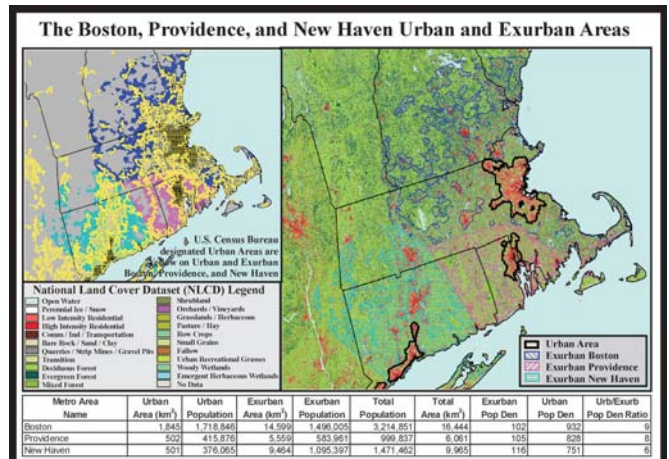 The Boston, Providence, and New Haven Urban and Exurban Areas
U.S. Census Bureau
designated Urban Areas are
Yellow on Urban and Exurban
Boston, Providence, and New Haven
National Land Cover Dataset (NLCD) Legend
Open Water
Perennial Ice / Snow
Low Intensity Residential
High Intensity Residential
Comm / Ind / Transportation
Bare Rock / Sand / Clay
Quarries / Strip Mines / Gravel Pits
Transition
Deciduous Forest
Evergreen Forest
Mixed Forest
Shrubland
Orchards / Vineyards
Grasslands / Herbaceous
Pasture / Hay
Row Crops
Small Grains
Fallow
Urban Recreational Grasses
Woody Wetlands
Emergent Herbaceous Wetlands
No Data
Urban Area
Exurban Boston
Exurban Providence
Exurban New Haven
Metro Area Urban Urban Exurban Exurban Total Total Exurban Urban Urb/Exurb
Name Area (km²) Population Area (km²) Population Population Area (km²) Pop Den Pop Den Pop Den Ratio
Boston 1,845 1,718,846 14,599 1,496,005 3,214,851 16,444 102 932 9
Providence 502 415,876 5,559 583,961 999,837 6,061 105 828 8
New Haven 501 376,065 9,464 1,095,397 1,471,462 9,965 116 751 6